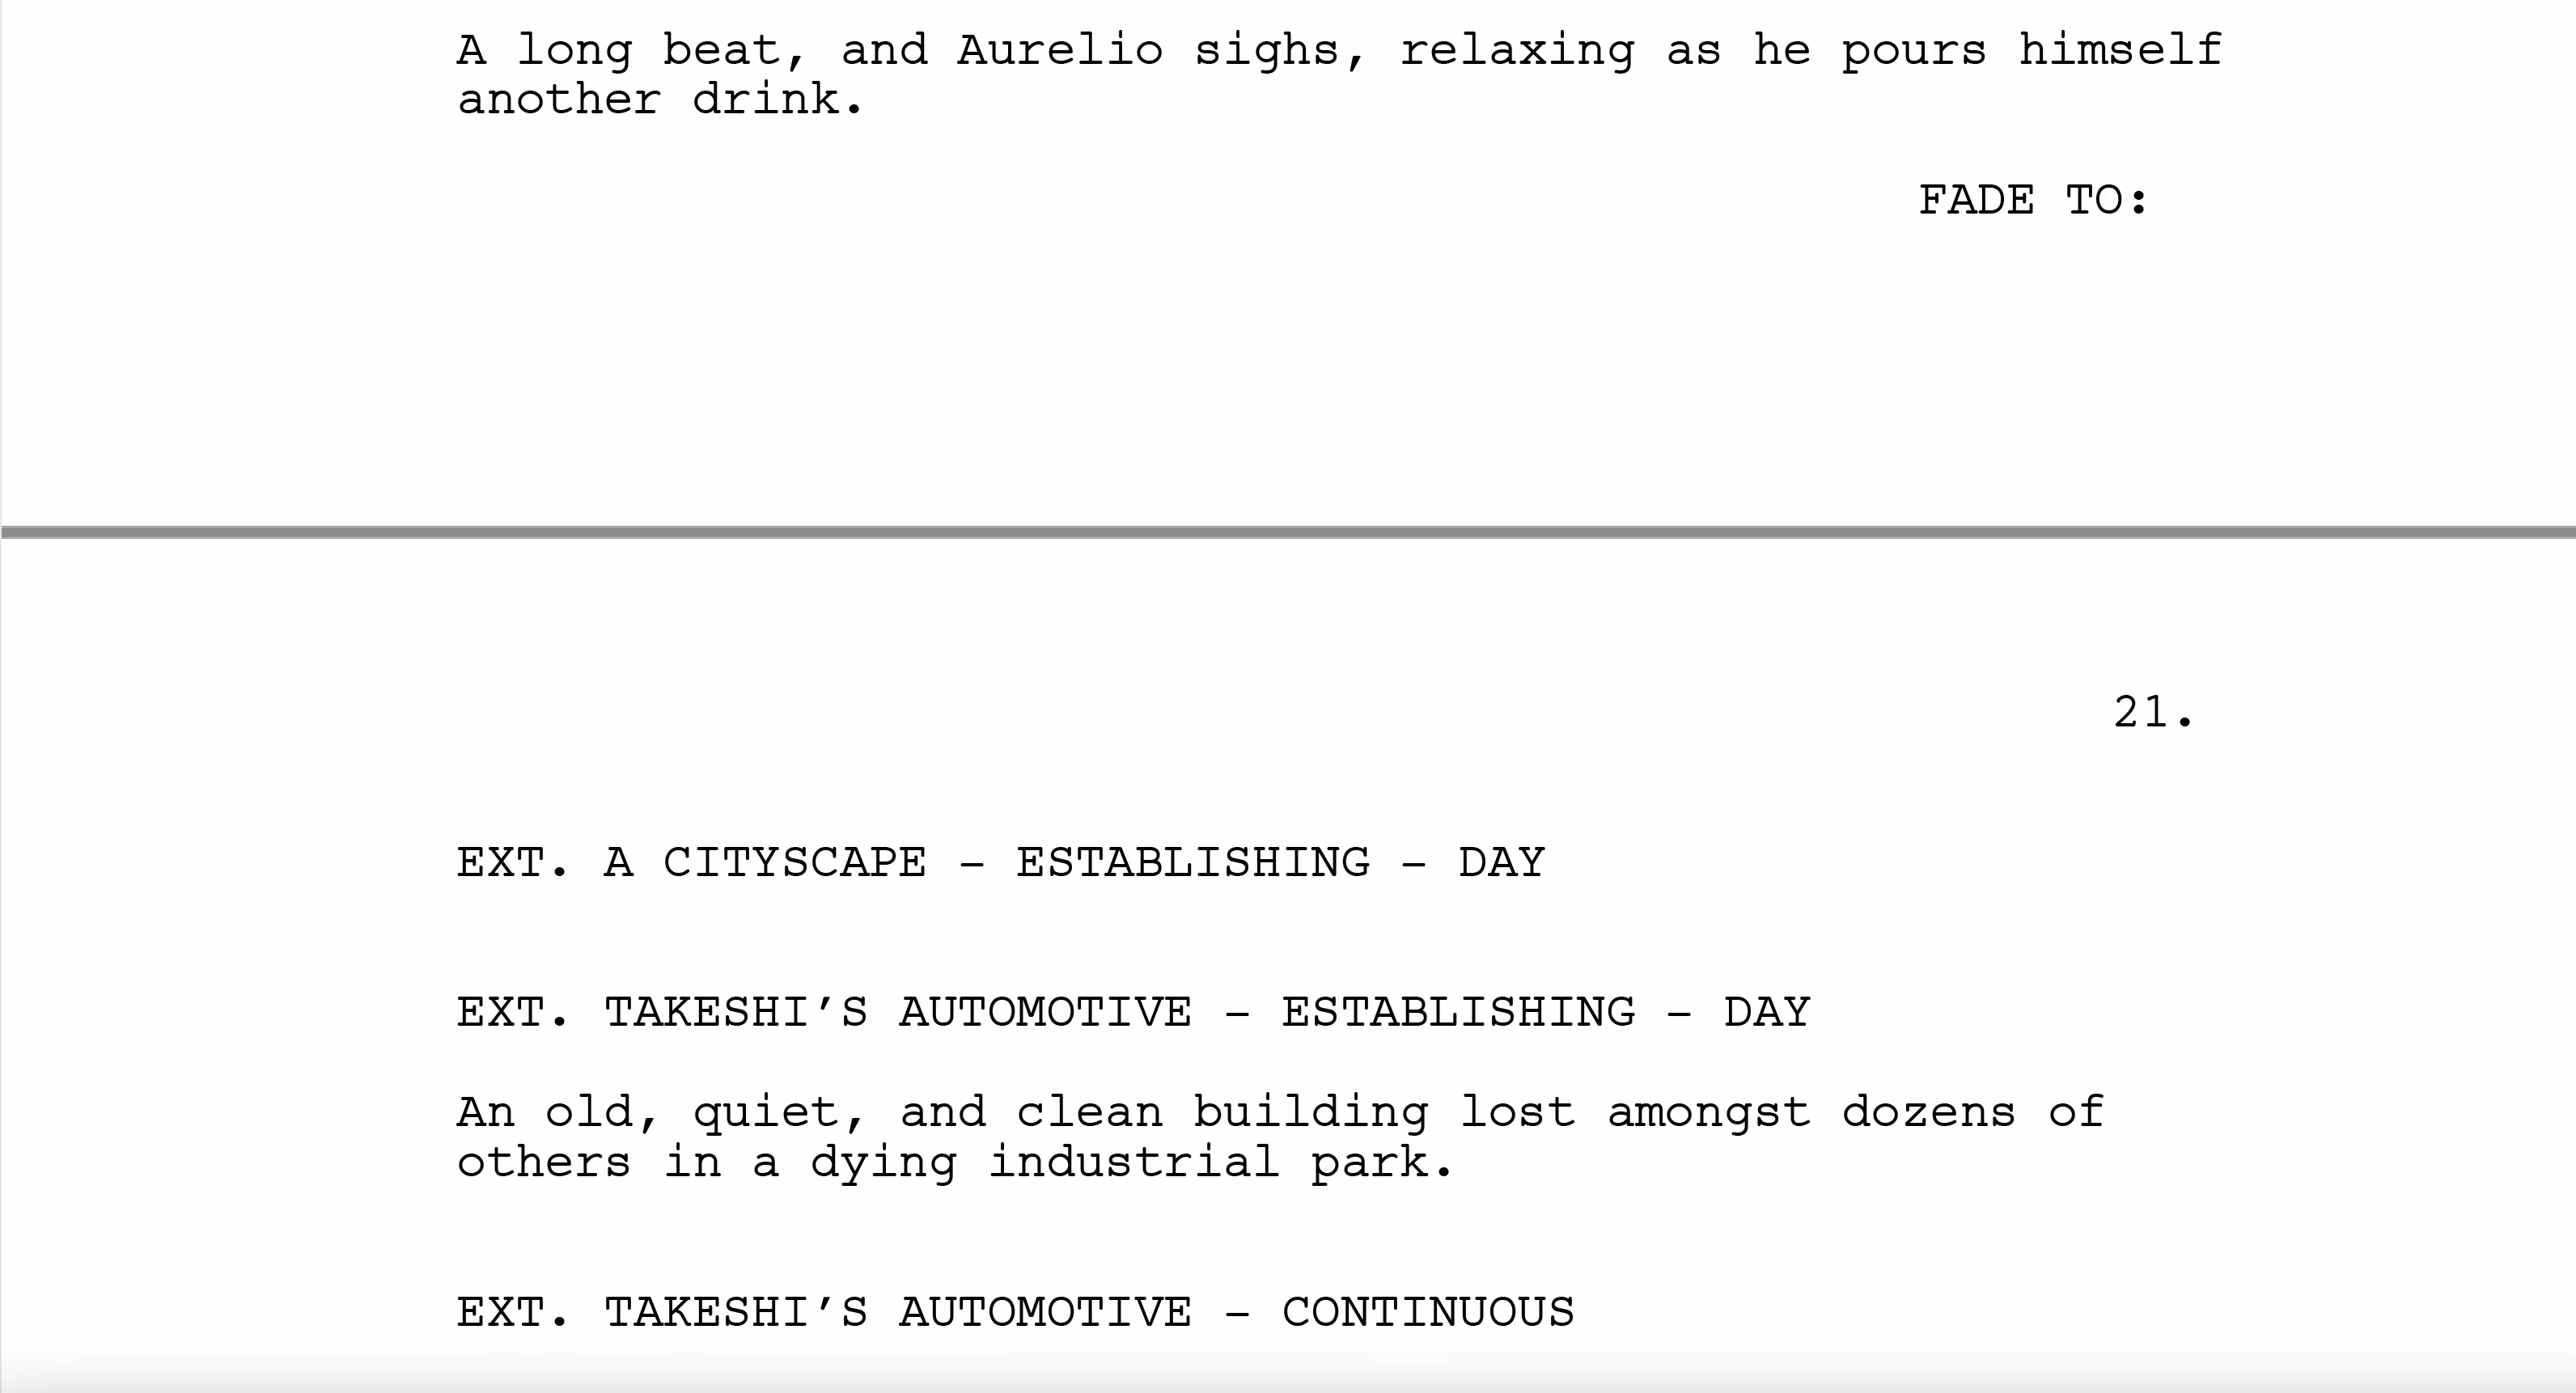 A long beat, and Aurelio sighs, relaxing as he pours himself
another drink.
FADE TO:
21.
EXT. A CITYSCAPE – ESTABLISHING – DAY
EXT. TAKESHI’S AUTOMOTIVE – ESTABLISHING – DAY
An old, quiet, and clean building lost amongst dozens of
others in a dying industrial park.
EXT. TAKESHI’S AUTOMOTIVE – CONTINUOUS